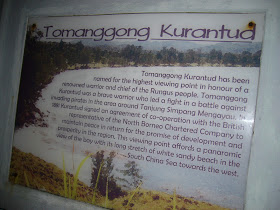 Tomanggong Kurantud
Tomanggong Kurantud has been
named for the highest viewing point in honour of a
renowned warrior and chief of the Rungus people. Tomanggong
Kurantud was a brave warrior who led a fight in a battle against
invading pirates in the area around Tanjung Simpang Mengayau. In
Kurantud signed an agreement of co-operation with the British
representative of the North Borneo Chartered Company to
maintain peace in return for the promise of development and
prosperity in the region. This viewing point affords a panaromic
view of the bay with its long stretch of white sandy beach in the
South China Sea towards the west.